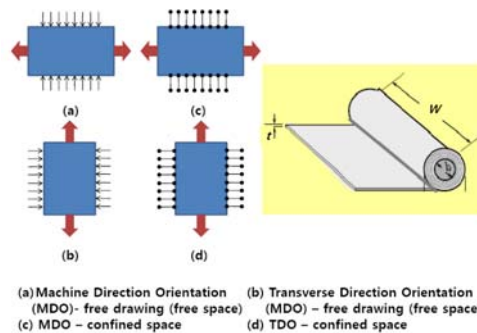 (a)
(c)
(b)
(d)
W
t
(a) Machine Direction Orientation
(MDO)- free drawing (free space)
(b) Transverse Direction Orientation
(MDO) – free drawing (free space)
(c) MDO – confined space
(d) TDO – confined space